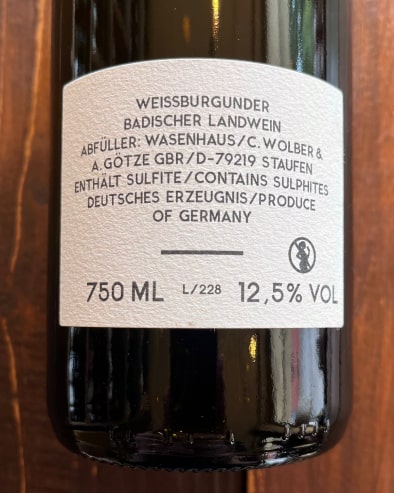 WEISSBURGUNDER
BADISCHER LANDWEIN
ABFÜLLER: WASENHAUS/C. WOLBER &
A. GÖTZE GBR/D-79219 STAUFEN
ENTHÄLT SULFITE/CONTAINS SULPHITES
DEUTSCHES ERZEUGNIS/PRODUCE
OF GERMANY
750 ML L/228 12,5% VOL